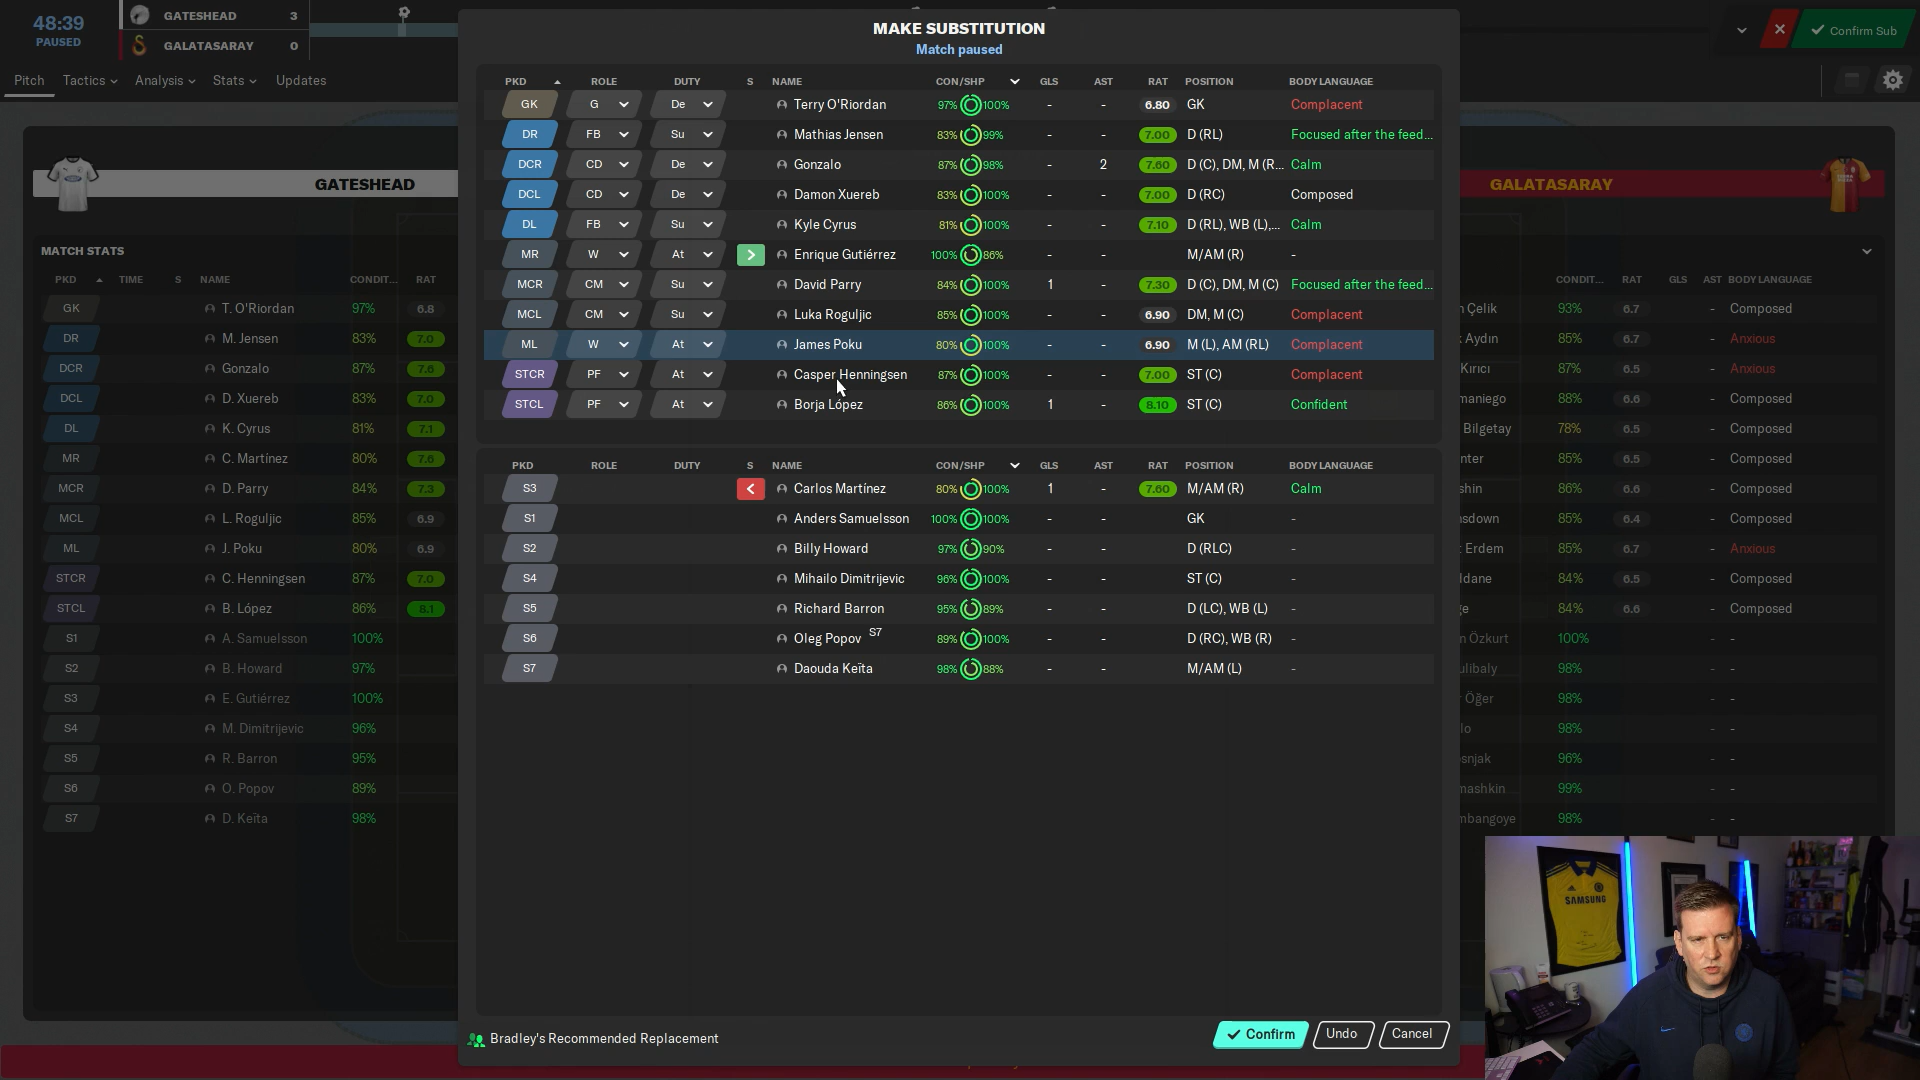 48:39
PAUSED
GATESHEAD 3
GALATASARAY 0
Confirm Sub
Pitch Tactics Analysis Stats Updates
MAKE SUBSTITUTION
Match paused
PKD ROLE DUTY S NAME CON/SHP GLS AST RAT POSITION BODY LANGUAGE
GK G De Terry O'Riordan 97% 100% - - 6.80 GK Complacent
DR FB Su Mathias Jensen 83% 99% - - 7.00 D (RL) Focused after the feed...
DCR CD De Gonzalo 87% 98% - 2 7.60 D (C), DM, M (R... Calm
DCL CD De Damon Xuereb 83% 100% - - 7.00 D (RC) Composed
DL FB Su Kyle Cyrus 81% 100% - - 7.10 D (RL), WB (L),... Calm
MR W At Enrique Gutiérrez 100% 86% - - M/AM (R) -
MCR CM Su David Parry 84% 100% 1 - 7.30 D (C), DM, M (C) Focused after the feed...
MCL CM Su Luka Roguljic 85% 100% - - 6.90 DM, M (C) Complacent
ML W At James Poku 80% 100% - - 6.90 M (L), AM (RL) Complacent
STCR PF At Casper Henningsen 87% 100% - - 7.00 ST (C) Complacent
STCL PF At Borja López 86% 100% 1 - 8.10 ST (C) Confident
PKD ROLE DUTY S NAME CON/SHP GLS AST RAT POSITION BODY LANGUAGE
S3 Carlos Martínez 80% 100% 1 - 7.60 M/AM (R) Calm
S1 Anders Samuelsson 100% 100% - - GK -
S2 Billy Howard 97% 90% - - D (RLC) -
S4 Mihailo Dimitrijevic 96% 100% - - ST (C) -
S5 Richard Barron 95% 89% - - D (LC), WB (L) -
S6 Oleg Popov S7 89% 100% - - D (RC), WB (R) -
S7 Daouda Keïta 98% 88% - - M/AM (L) -
Bradley's Recommended Replacement
Confirm Undo Cancel
GATESHEAD
MATCH STATS
PKD TIME S NAME CONDIT... RAT
GK T. O'Riordan 97% 6.8
DR M. Jensen 83% 7.0
DCR Gonzalo 87% 7.6
DCL D. Xuereb 83% 7.0
DL K. Cyrus 81% 7.1
MR C. Martínez 80% 7.6
MCR D. Parry 84% 7.3
MCL L. Roguljic 85% 6.9
ML J. Poku 80% 6.9
STCR C. Henningsen 87% 7.0
STCL B. López 86% 8.1
S1 A. Samuelsson 100%
S2 B. Howard 97%
S3 E. Gutiérrez 100%
S4 M. Dimitrijevic 96%
S5 R. Barron 95%
S6 O. Popov 89%
S7 D. Keïta 98%
GALATASARAY
CONDIT... RAT GLS AST BODY LANGUAGE
Çelik 93% 6.7 - Composed
Aydın 85% 6.7 - Anxious
Kırıcı 87% 6.5 - Anxious
maniego 88% 6.6 - Composed
Bilgetay 78% 6.5 - Composed
nter 85% 6.5 - Composed
shin 86% 6.6 - Composed
nsdown 85% 6.4 - Composed
Erdem 85% 6.7 - Anxious
ldane 84% 6.5 - Composed
ge 84% 6.6 - Composed
Özkurt 100% - -
ulibaly 98% - -
Öğer 98% - -
lo 98% - -
osnjak 96% - -
mashkin 99% - -
mbangoye 98% - -
SAMSUNG